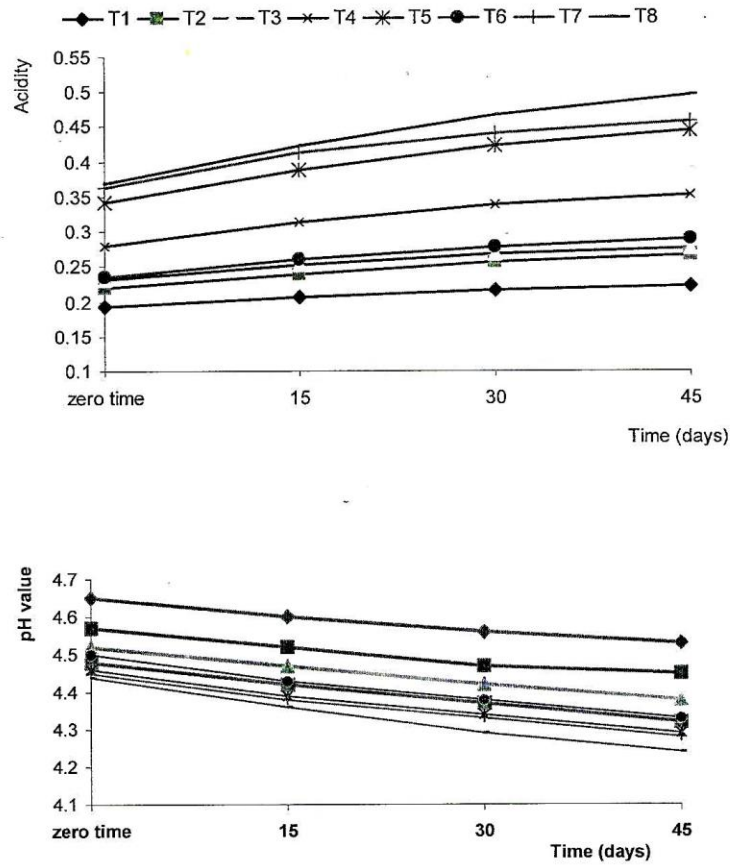 T1 T2 T3 T4 T5 T6 T7 T8
Acidity
0.55
0.5
0.45
0.4
0.35
0.3
0.25
0.2
0.15
0.1
zero time 15 30 45
Time (days)
pH value
4.7
4.6
4.5
4.4
4.3
4.2
4.1
zero time 15 30 45
Time (days)